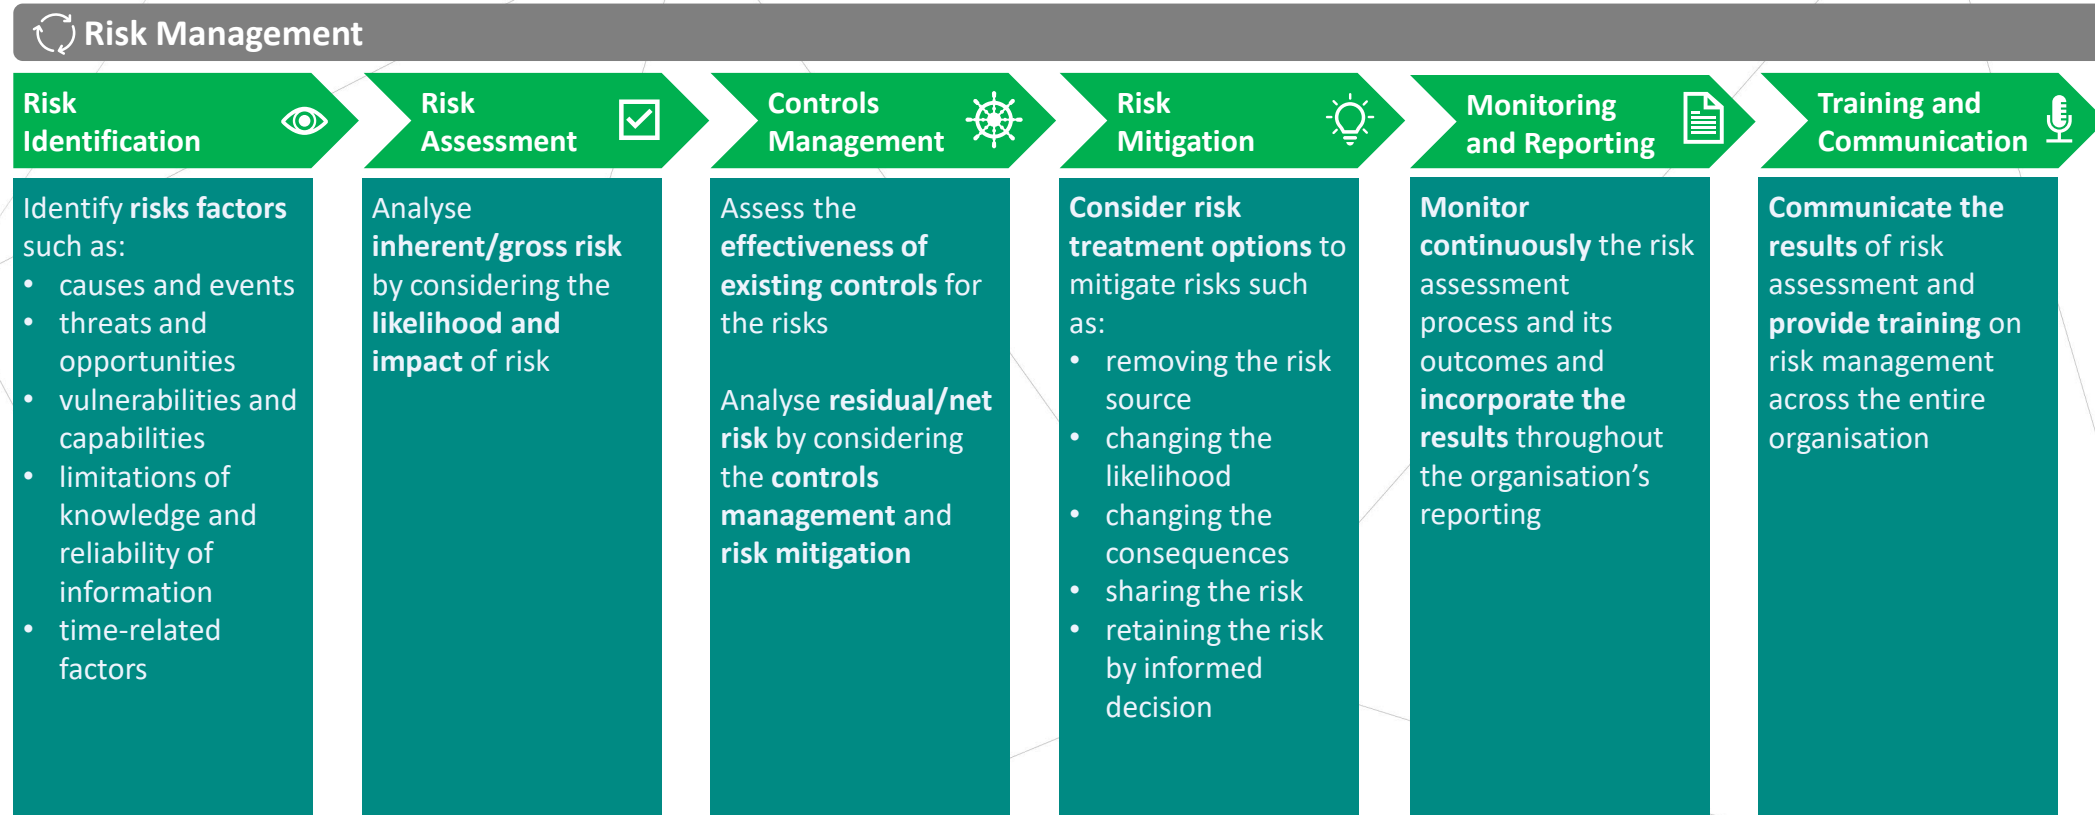 Risk Management
Risk
Identification
Risk
Assessment
Controls
Management
Risk
Mitigation
Monitoring
and Reporting
Training and
Communication
Identify risks factors
such as:
• causes and events
• threats and
opportunities
• vulnerabilities and
capabilities
• limitations of
knowledge and
reliability of
information
• time-related
factors
Analyse
inherent/gross risk
by considering the
likelihood and
impact of risk
Assess the
effectiveness of
existing controls for
the risks
Analyse residual/net
risk by considering
the controls
management and
risk mitigation
Consider risk
treatment options to
mitigate risks such
as:
• removing the risk
source
• changing the
likelihood
• changing the
consequences
• sharing the risk
• retaining the risk
by informed
decision
Monitor
continuously the risk
assessment
process and its
outcomes and
incorporate the
results throughout
the organisation's
reporting
Communicate the
results of risk
assessment and
provide training on
risk management
across the entire
organisation